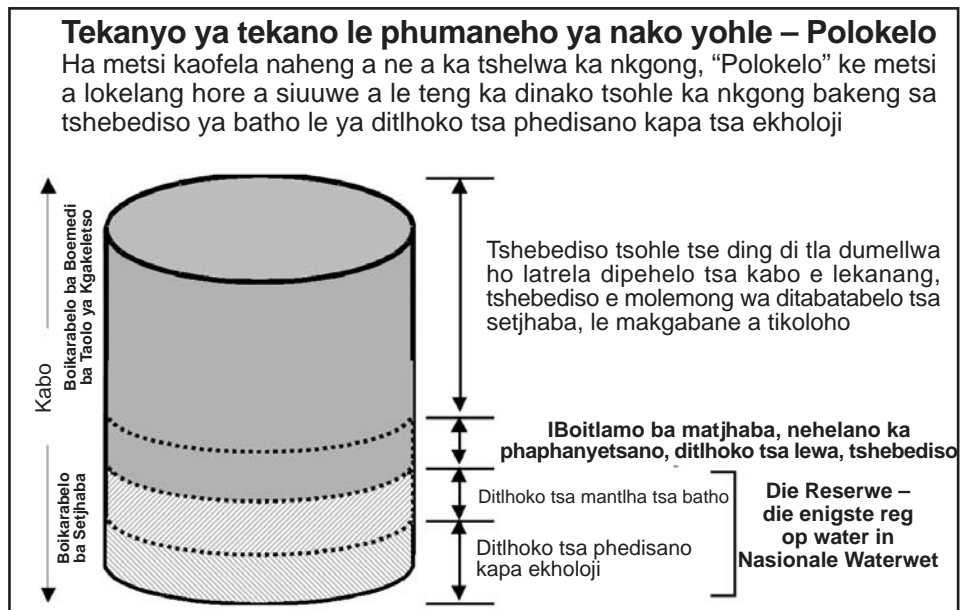 Tekanyo ya tekano le phumaneho ya nako yohle – Polokelo
Ha metsi kaofela naheng a ne a ka tshelwa ka nkgong, “Polokelo” ke metsi
a lokelang hore a siuuwe a le teng ka dinako tsohle ka nkgong bakeng sa
tshebediso ya batho le ya ditlhoko tsa phedisano kapa tsa ekholoji
Kabo
Boikarabelo ba Boemedi
ba Taolo ya Kgakeletso
Boikarabelo
ba Setjhaba
Tshebediso tsohle tse ding di tla dumellwa
ho latrela dipehelo tsa kabo e lekanang,
tshebediso e molemong wa ditabatabelo tsa
setjhaba, le makgabane a tikoloho
IBoitlamo ba matjhaba, nehelano ka
phaphanyetsano, ditlhoko tsa lewa, tshebediso
Ditlhoko tsa mantlha tsa batho
Ditlhoko tsa phedisano
kapa ekholoji
Die Reserwe –
die enigste reg
op water in
Nasionale Waterwet